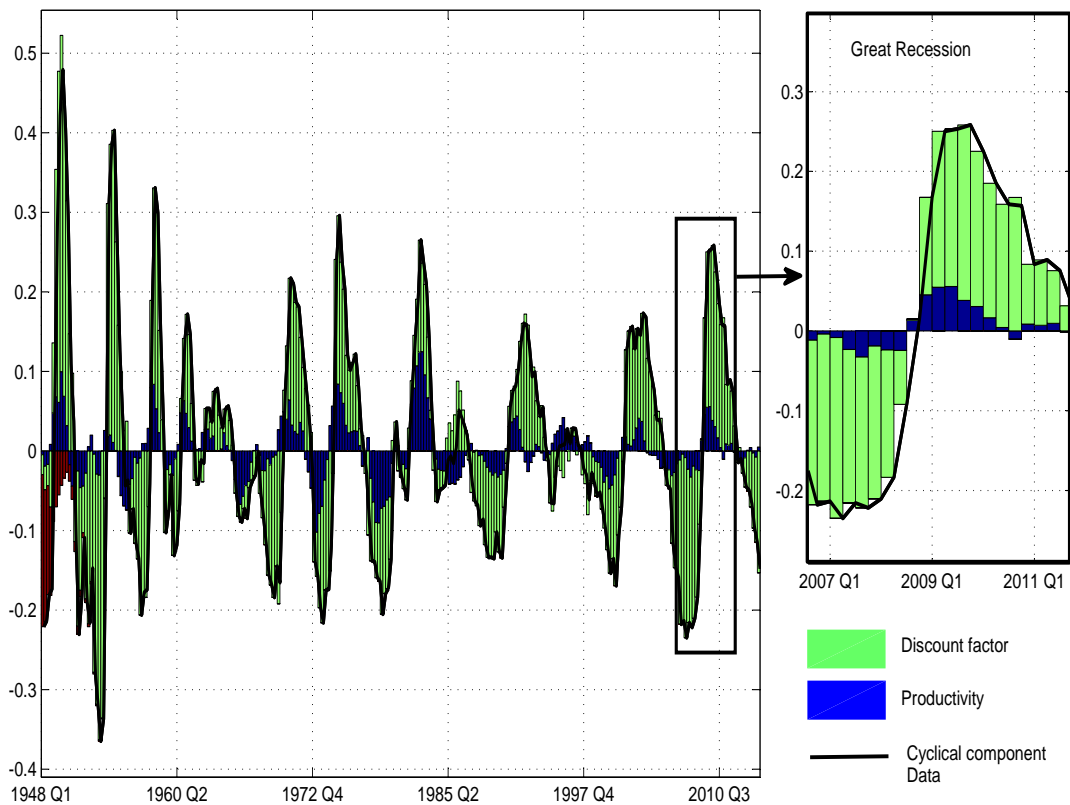 0.5
0.4
0.3
0.2
0.1
0
-0.1
-0.2
-0.3
-0.4
1948 Q1
1960 Q2
1972 Q4
1985 Q2
1997 Q4
2010 Q3
Great Recession
0.3
0.2
0.1
0
-0.1
-0.2
2007 Q1
2009 Q1
2011 Q1
Discount factor
Productivity
Cyclical component
Data